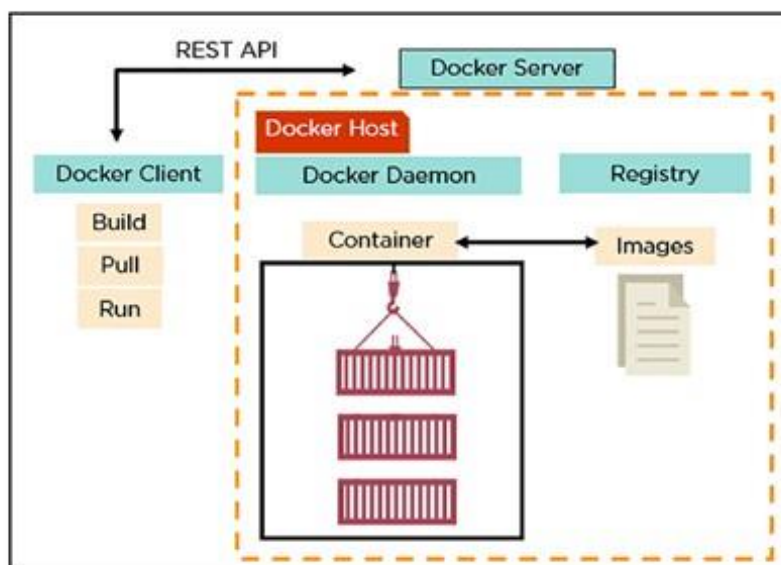 REST API
Docker Server
Docker Host
Docker Client
Docker Daemon
Registry
Build
Pull
Run
Container
Images